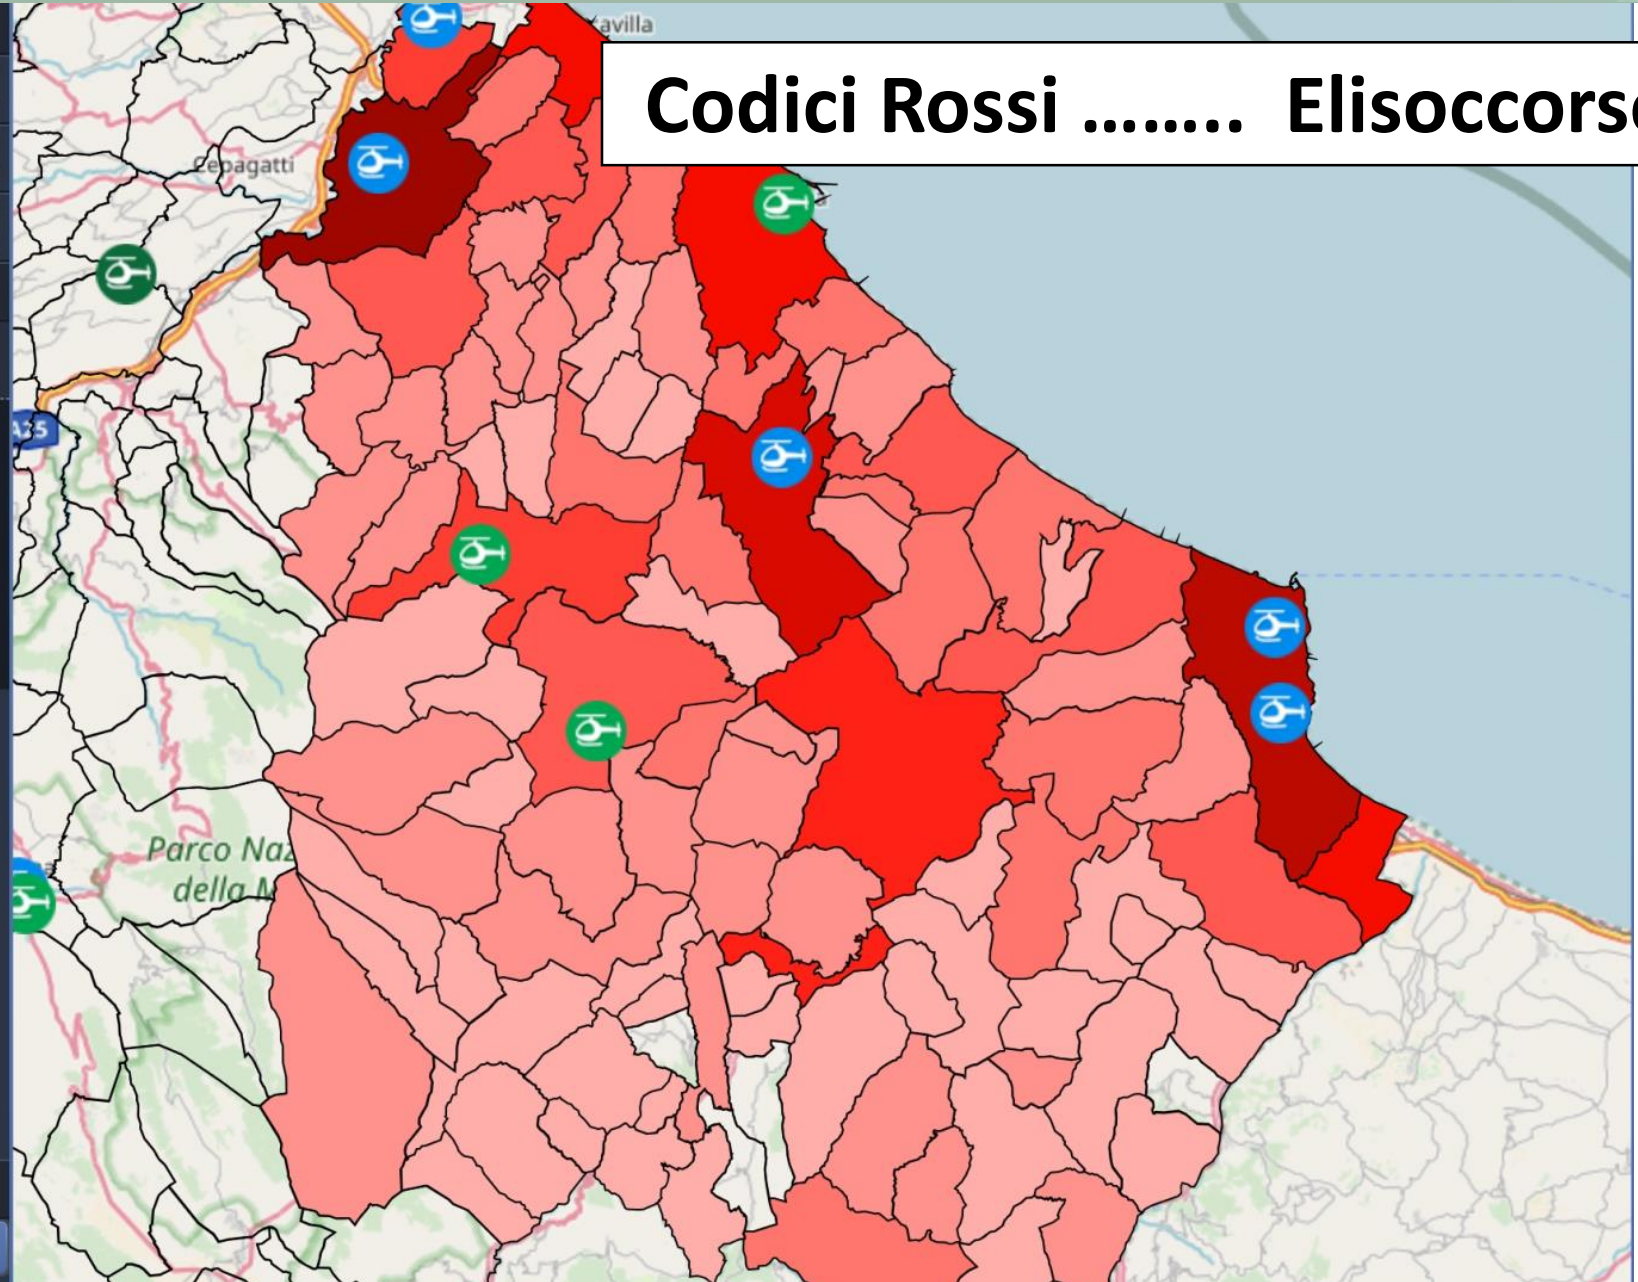 Codici Rossi …….. Elisoccorso
Cepagatti
A25
Parco Naz
della M